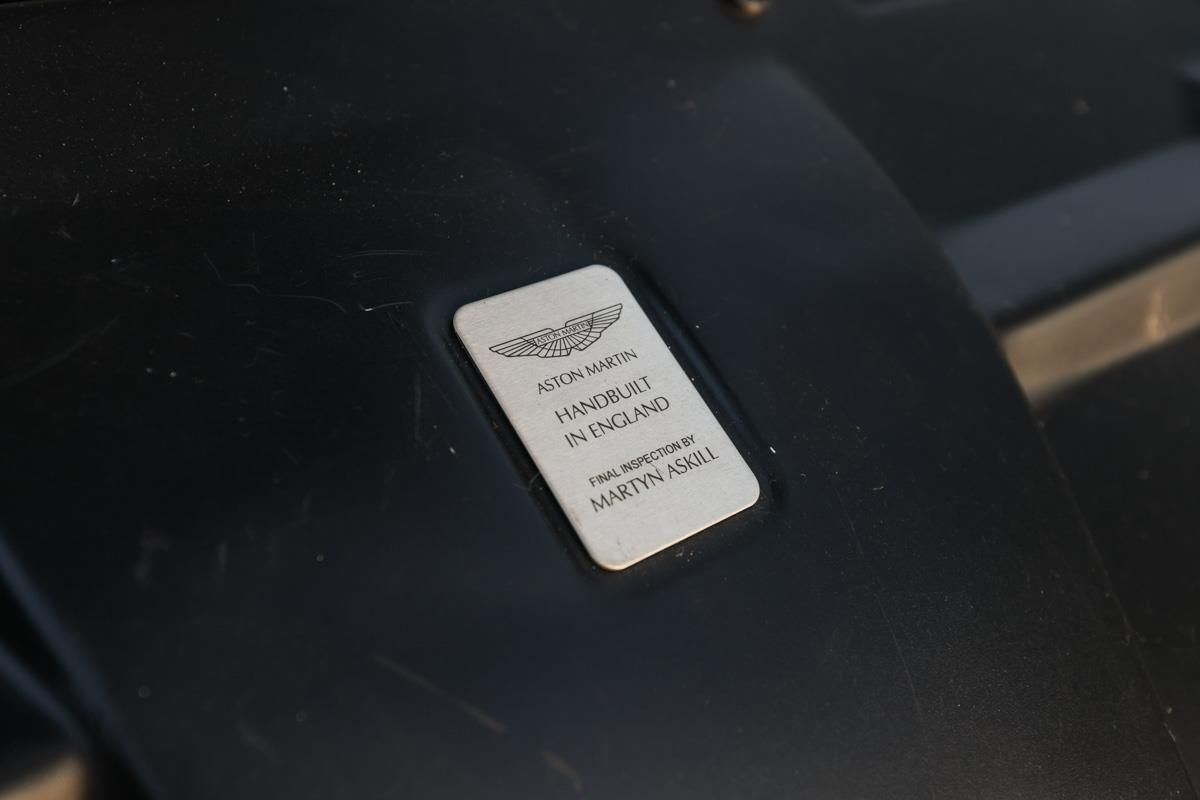 ASTON MARTIN
ASTON MARTIN
HANDBUILT
IN ENGLAND
FINAL INSPECTION BY
MARTYN ASKILL